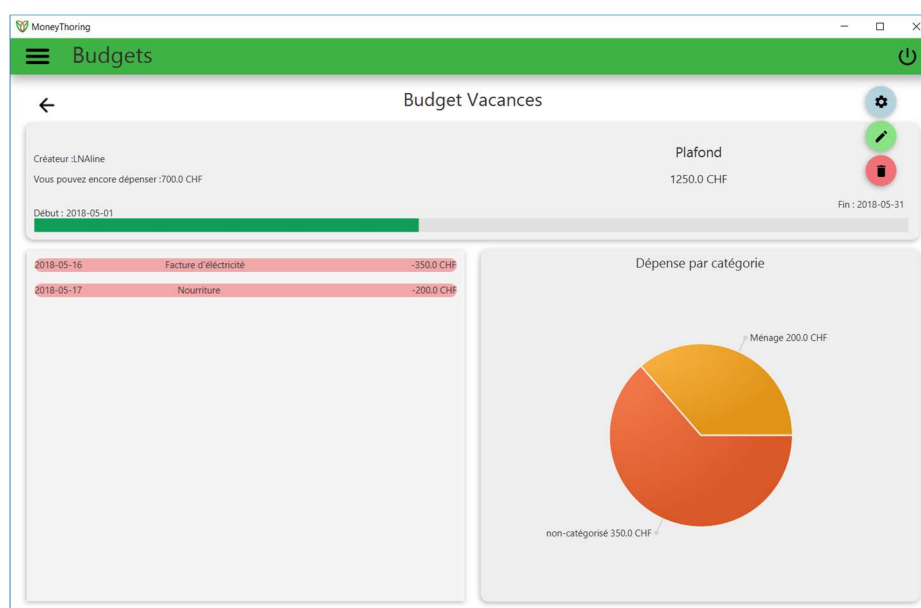 MoneyThoring
Budgets
Budget Vacances
Créateur :LNAline
Vous pouvez encore dépenser :700.0 CHF
Plafond
1250.0 CHF
Début : 2018-05-01
Fin : 2018-05-31
2018-05-16 Facture d'éléctricité -350.0 CHF
2018-05-17 Nourriture -200.0 CHF
Dépense par catégorie
Ménage 200.0 CHF
non-catégorisé 350.0 CHF